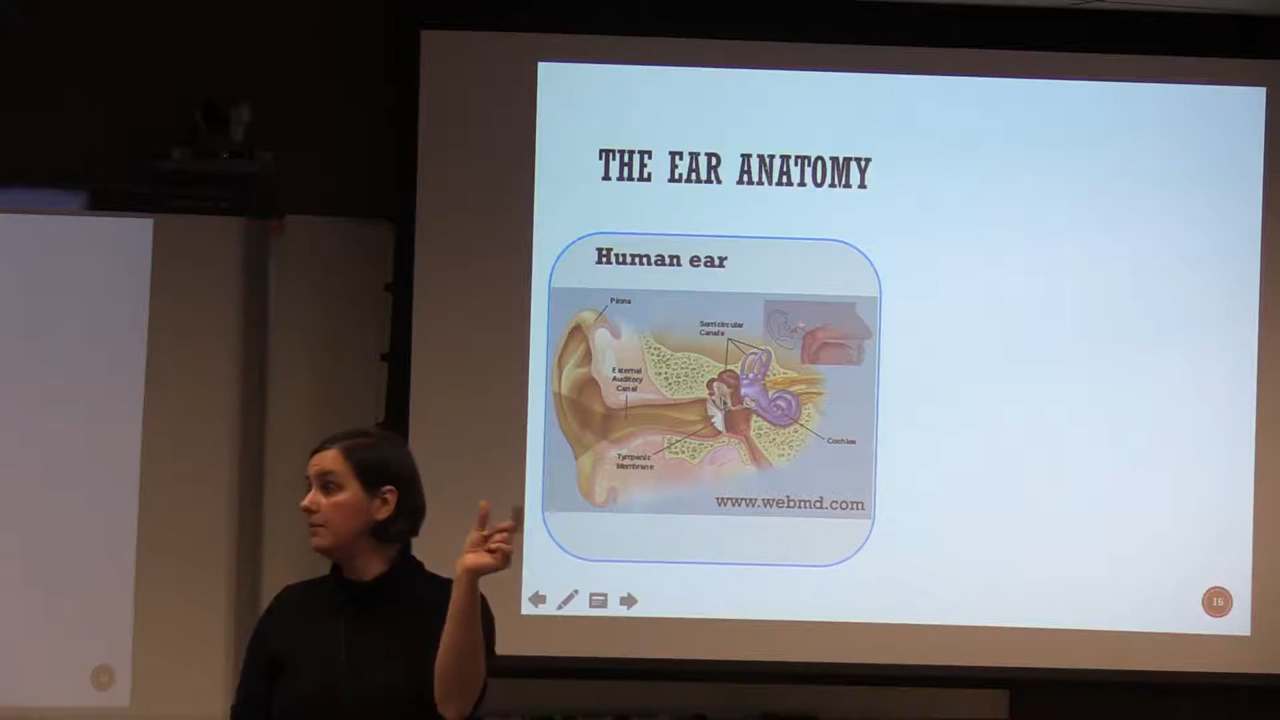 THE EAR ANATOMY
Human ear
Pinna
Semicircular
Canals
External
Auditory
Canal
Cochlea
Tympanic
Membrane
www.webmd.com
16